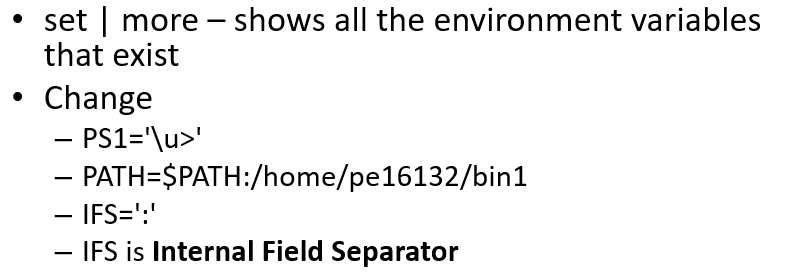 • set | more – shows all the environment variables
that exist
• Change
– PS1='\u>'
– PATH=$PATH:/home/pe16132/bin1
– IFS=':'
– IFS is Internal Field Separator